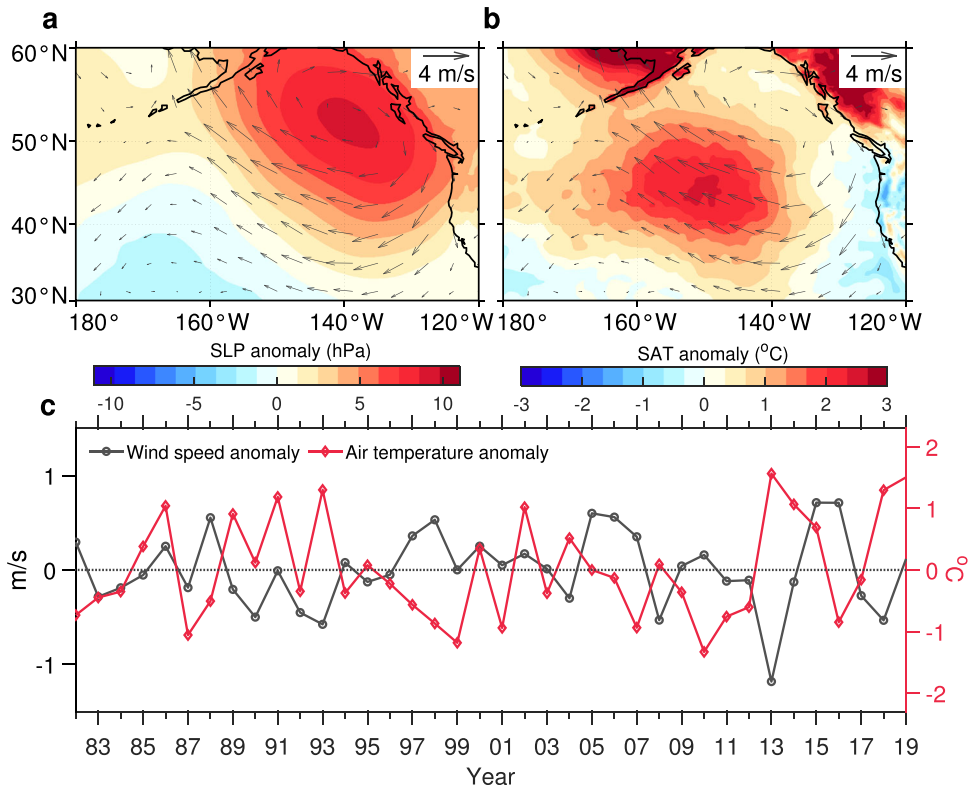 a
b
60°N
50°N
40°N
30°N
4 m/s
4 m/s
180°
160°W
140°W
120°W
180°
160°W
140°W
120°W
SLP anomaly (hPa)
SAT anomaly (°C)
-10 -5 0 5 10
-3 -2 -1 0 1 2 3
c
Wind speed anomaly
Air temperature anomaly
1
0
-1
m/s
2
1
0
-1
-2
°C
83 85 87 89 91 93 95 97 99 01 03 05 07 09 11 13 15 17 19
Year